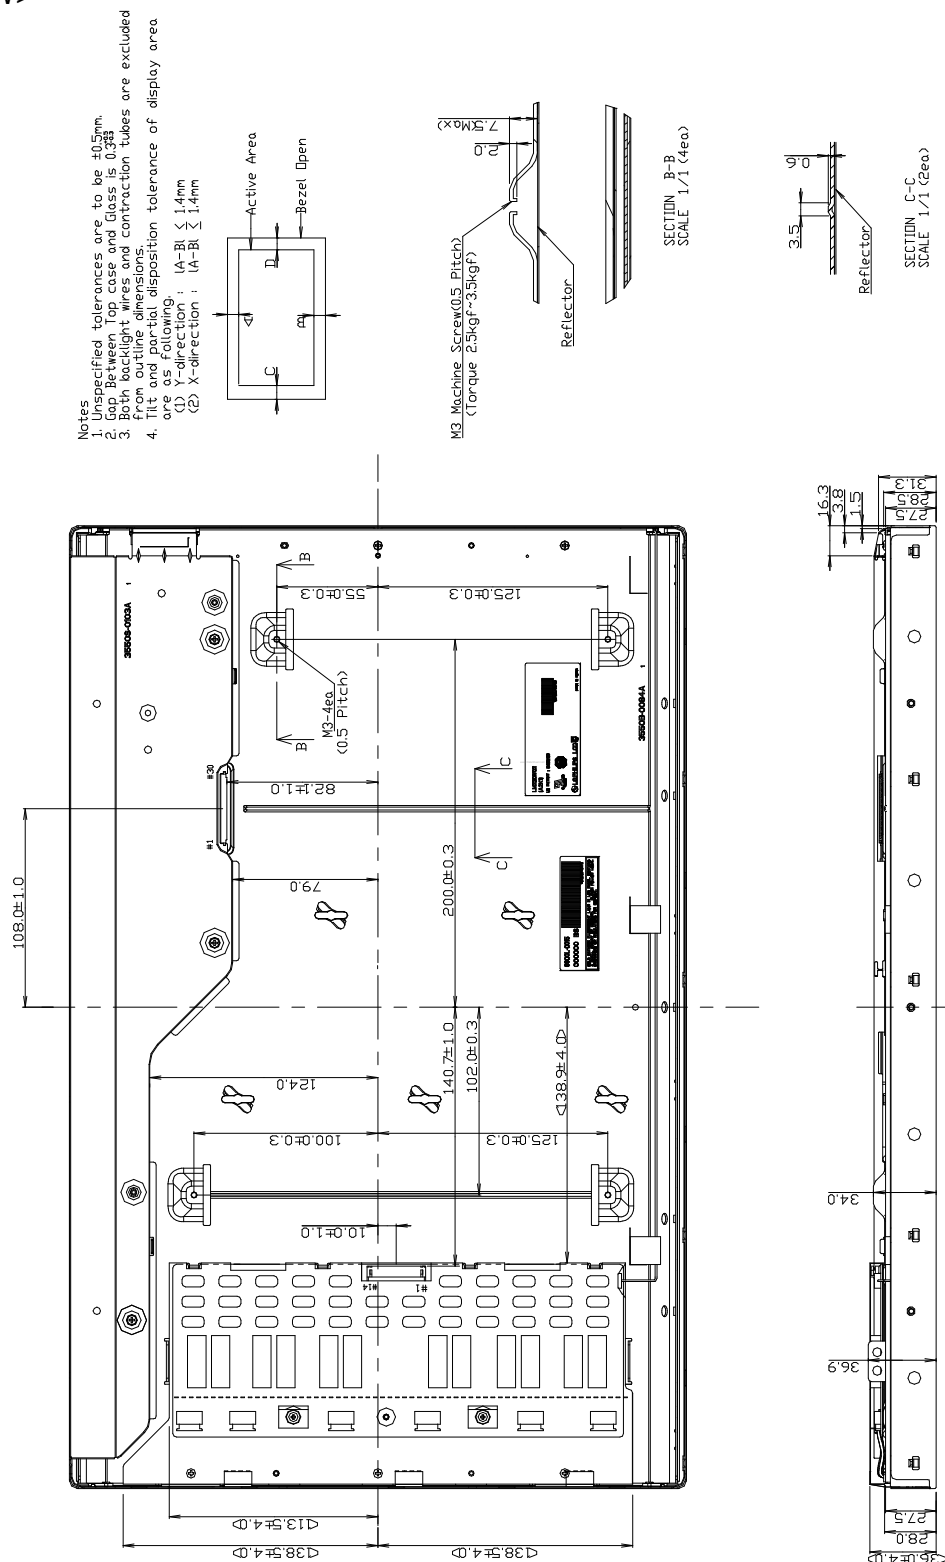 Notes
1. Unspecified tolerances are to be ±0.5mm.
2. Gap Between Top case and Glass is
3. Both backlight wires and contraction tubes are excluded
from outline dimensions.
4. Tilt and partial disposition tolerance of display area
are as following.
(1) Y-direction : |A-B| ≤ 1.4mm
(2) X-direction : |A-B| ≤ 1.4mm
A
B
C
D
Active Area
Bezel Open
M3 Machine Screw(0.5 Pitch)
(Torque 2.5kgf~3.5kgf)
2.0
7.5(Max)
Reflector
SECTION B-B
SCALE 1/1 (4ea)
3.5
0.6
Reflector
SECTION C-C
SCALE 1/1 (2ea)
108.0±1.0
35509-0103A 1
#1
#30
82.1±1.0
79.0
124.0
B
B
55.0±0.3
125.0±0.3
M3-4ea
(0.5 Pitch)
C
C
200.0±0.3
140.7±1.0
102.0±0.3
<138.9±4.0>
100.0±0.3
125.0±0.3
10.0±1.0
#14
#1
3550B-0094A 1
<113.5±4.0>
<138.5±4.0>
<138.5±4.0>
16.3
3.8
1.5
31.3
28.5
27.5
34.0
36.9
27.5
28.0